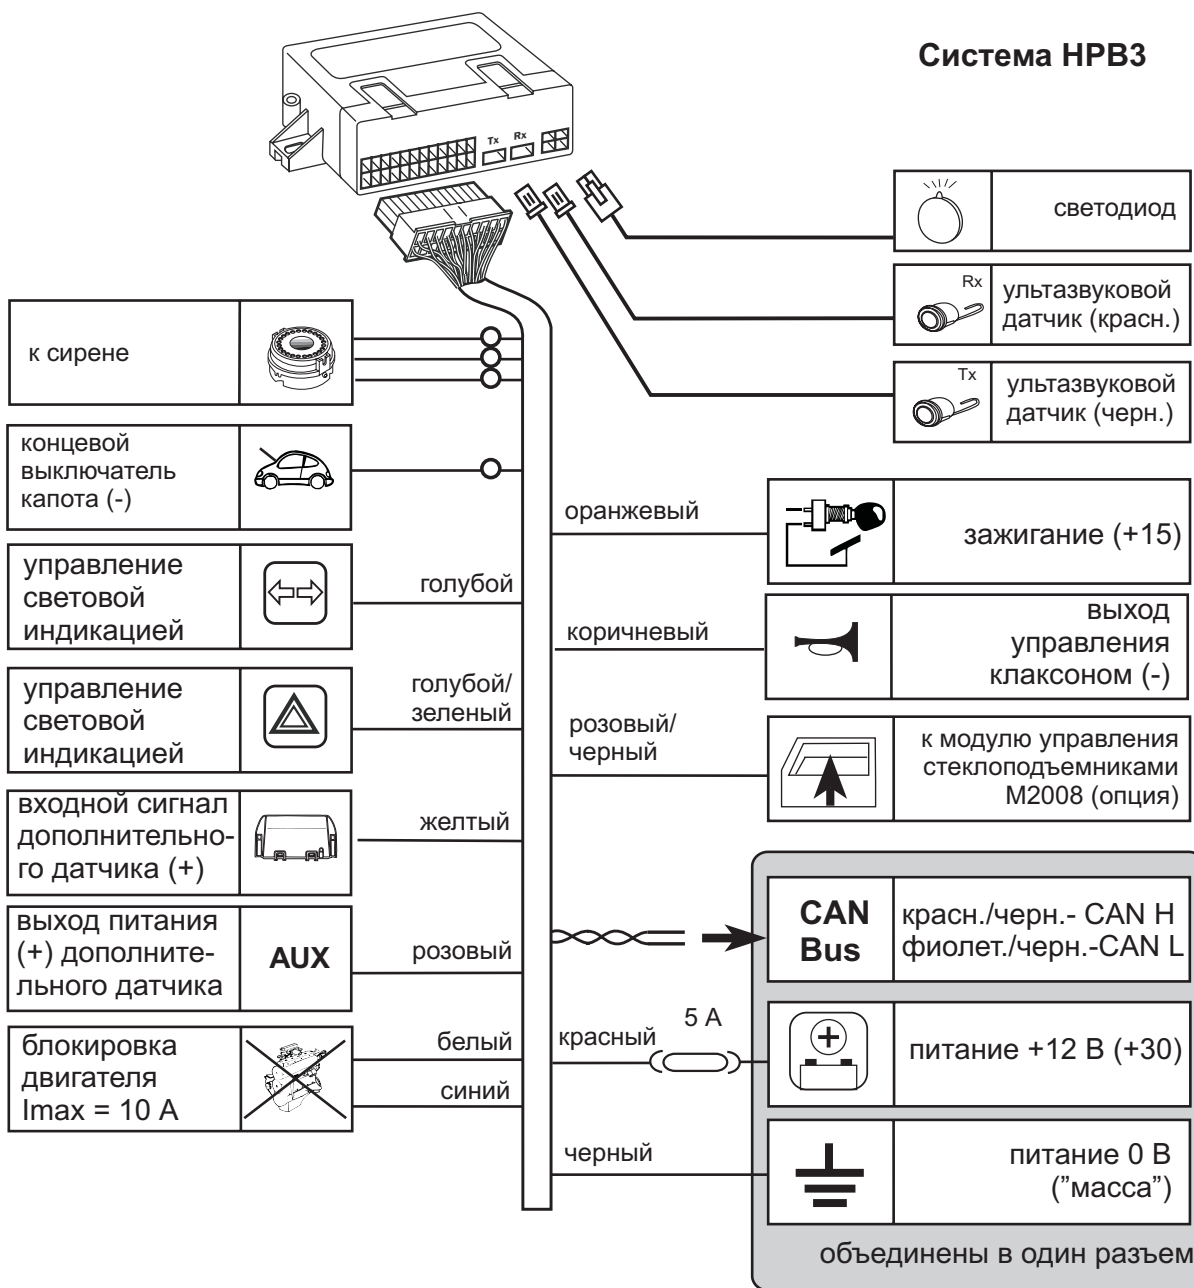 Система HPB3
Tx
Rx
светодиод
Rx
ультазвуковой
датчик (красн.)
Tx
ультазвуковой
датчик (черн.)
к сирене
концевой
выключатель
капота (-)
управление
световой
индикацией
голубой
управление
световой
индикацией
голубой/
зеленый
входной сигнал
дополнительно-
го датчика (+)
желтый
выход питания
(+) дополните-
льного датчика
AUX
розовый
блокировка
двигателя
Imax = 10 А
белый
синий
оранжевый
зажигание (+15)
коричневый
выход
управления
клаксоном (-)
розовый/
черный
к модулю управления
стеклоподъемниками
М2008 (опция)
CAN
Bus
красн./черн.- CAN H
фиолет./черн.-CAN L
красный
5 А
питание +12 В (+30)
черный
питание 0 В
(”масса”)
объединены в один разъем